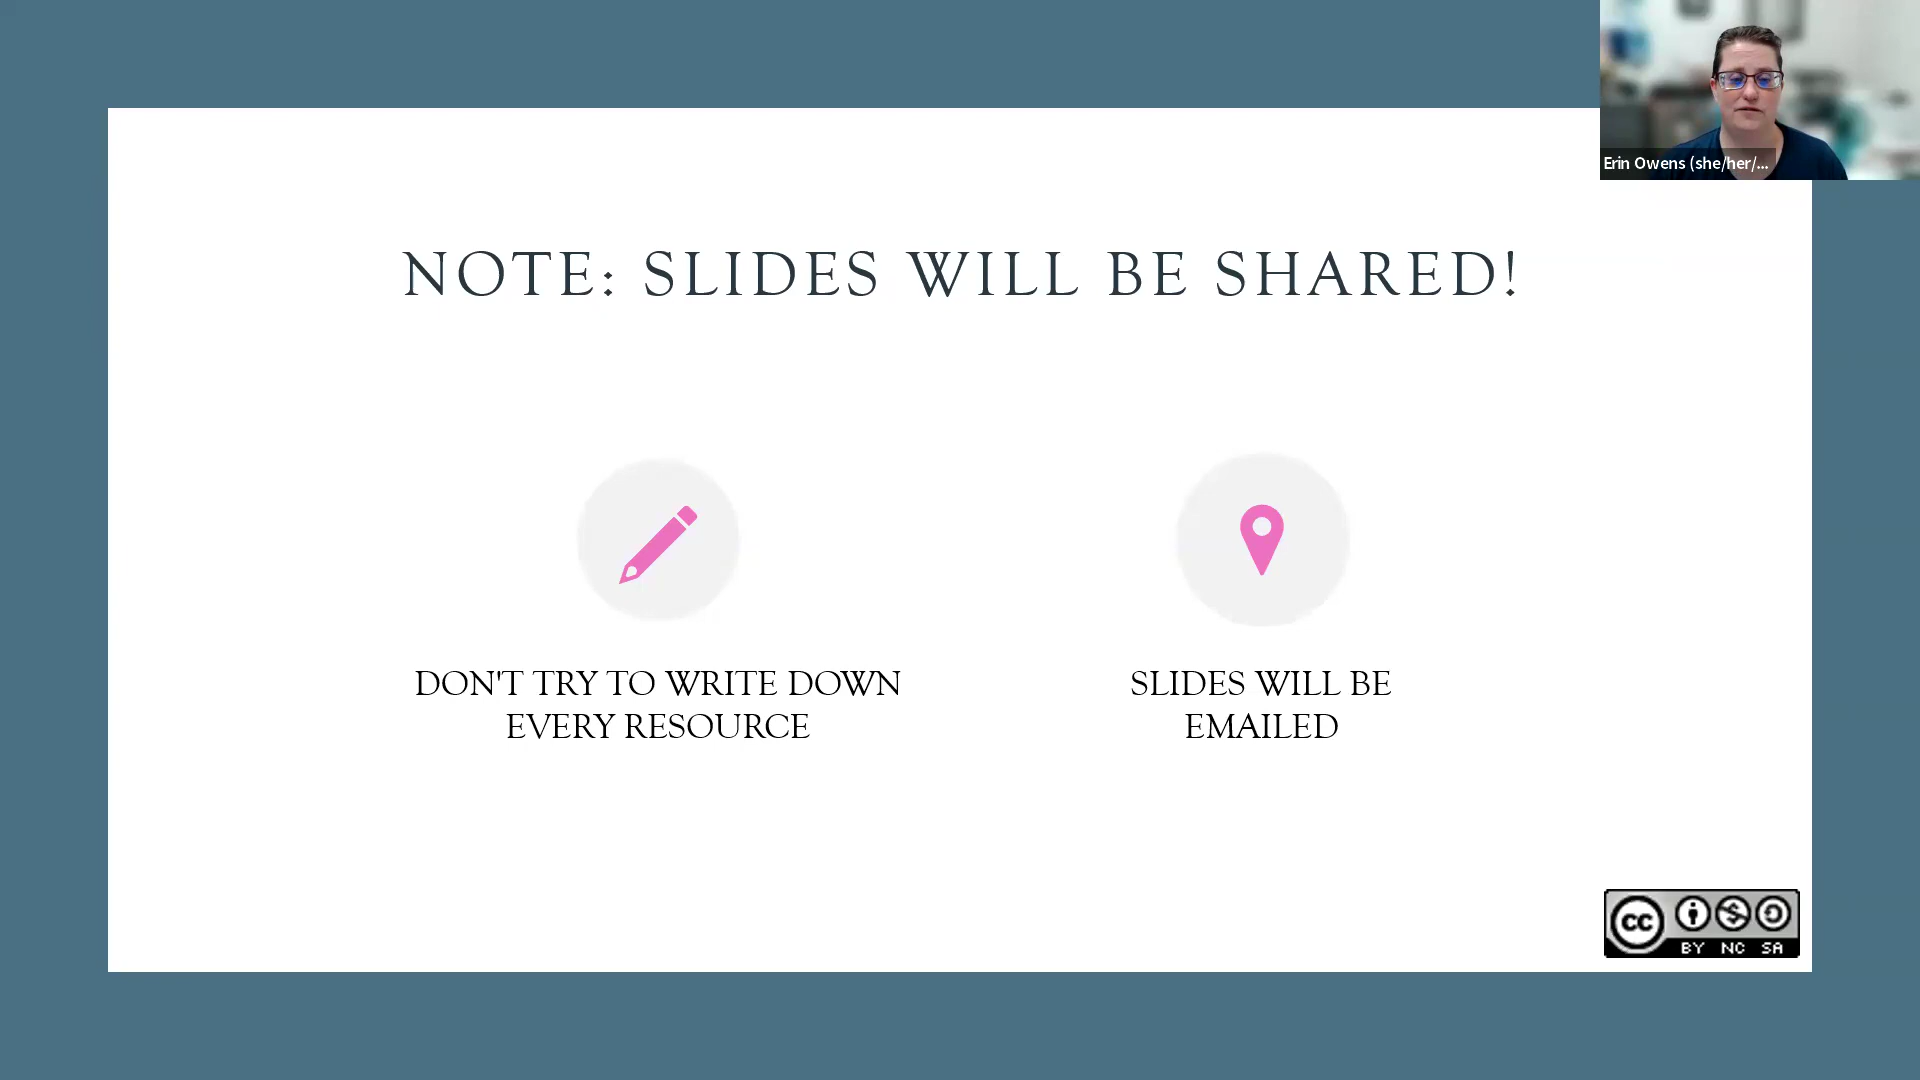 Erin Owens (she/her/...
NOTE: SLIDES WILL BE SHARED!
DON'T TRY TO WRITE DOWN
EVERY RESOURCE
SLIDES WILL BE
EMAILED
cc
BY NC SA